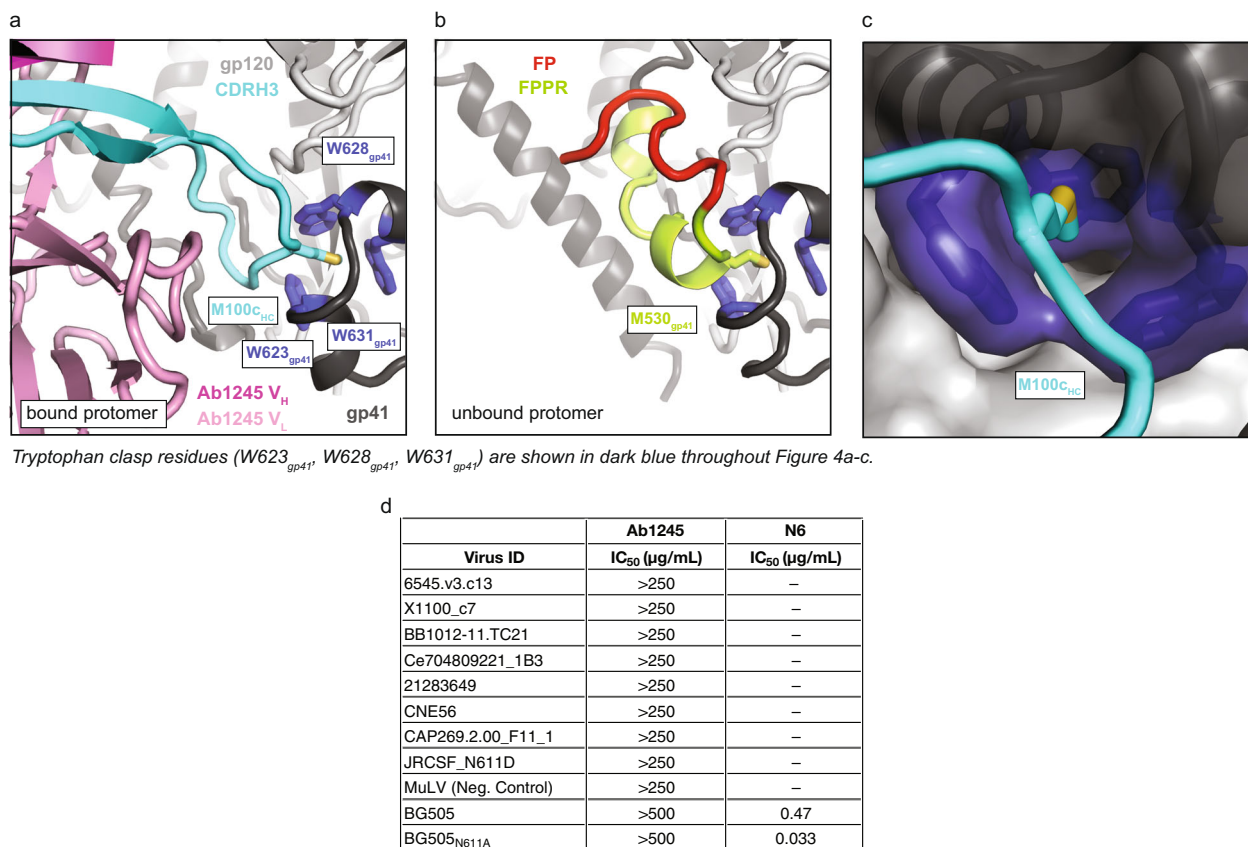 a
gp120
CDRH3
W628gp41
M100cHC
W631gp41
W623gp41
Ab1245 VH
Ab1245 VL
bound protomer
gp41
b
FP
FPPR
M530gp41
unbound protomer
c
M100cHC
Tryptophan clasp residues (W623gp41, W628gp41, W631gp41) are shown in dark blue throughout Figure 4a-c.
d
Ab1245 N6
Virus ID IC50 (µg/mL) IC50 (µg/mL)
6545.v3.c13 >250 –
X1100_c7 >250 –
BB1012-11.TC21 >250 –
Ce704809221_1B3 >250 –
21283649 >250 –
CNE56 >250 –
CAP269.2.00_F11_1 >250 –
JRCSF_N611D >250 –
MuLV (Neg. Control) >250 –
BG505 >500 0.47
BG505N611A >500 0.033